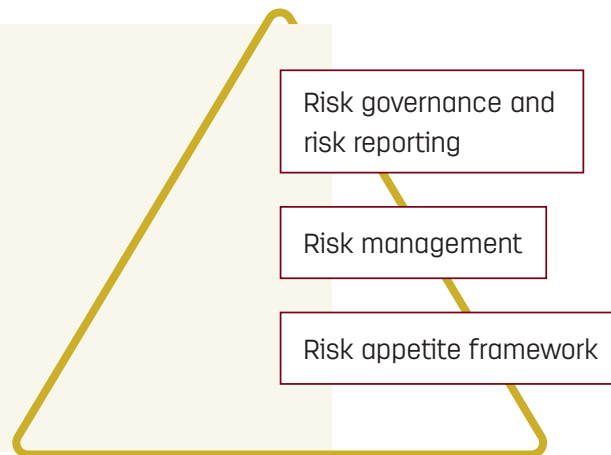 Risk governance and
risk reporting
Risk management
Risk appetite framework